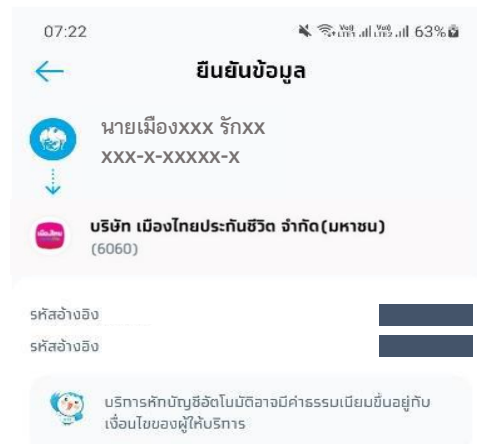 07:22 63%
ยืนยันข้อมูล
นายเมืองxxx รักxx
xxx-x-xxxxx-x
บริษัท เมืองไทยประกันชีวิต จำกัด(มหาชน)
(6060)
รหัสอ้างอิง
รหัสอ้างอิง
บริการหักบัญชีอัตโนมัติอาจมีค่าธรรมเนียมขึ้นอยู่กับ
เงื่อนไขของผู้ให้บริการ